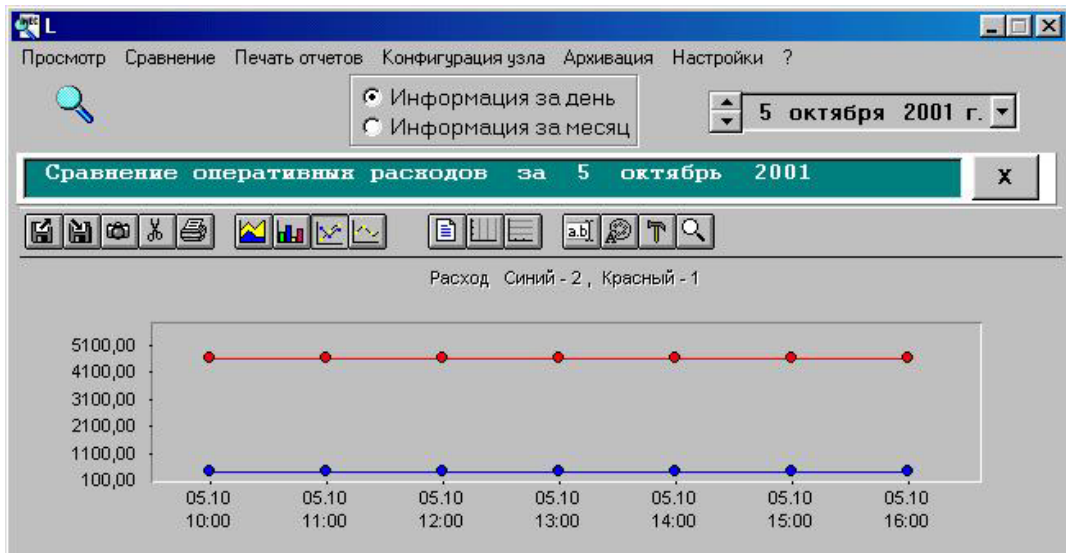 L
Просмотр Сравнение Печать отчетов Конфигурация узла Архивация Настройки ?
Информация за день
Информация за месяц
5 октября 2001 г.
Сравнение оперативных расходов за 5 октябрь 2001
X
a.b
Расход Синий - 2 , Красный - 1
5100,00
4100,00
3100,00
2100,00
1100,00
100,00
05.10 05.10 05.10 05.10 05.10 05.10 05.10
10:00 11:00 12:00 13:00 14:00 15:00 16:00